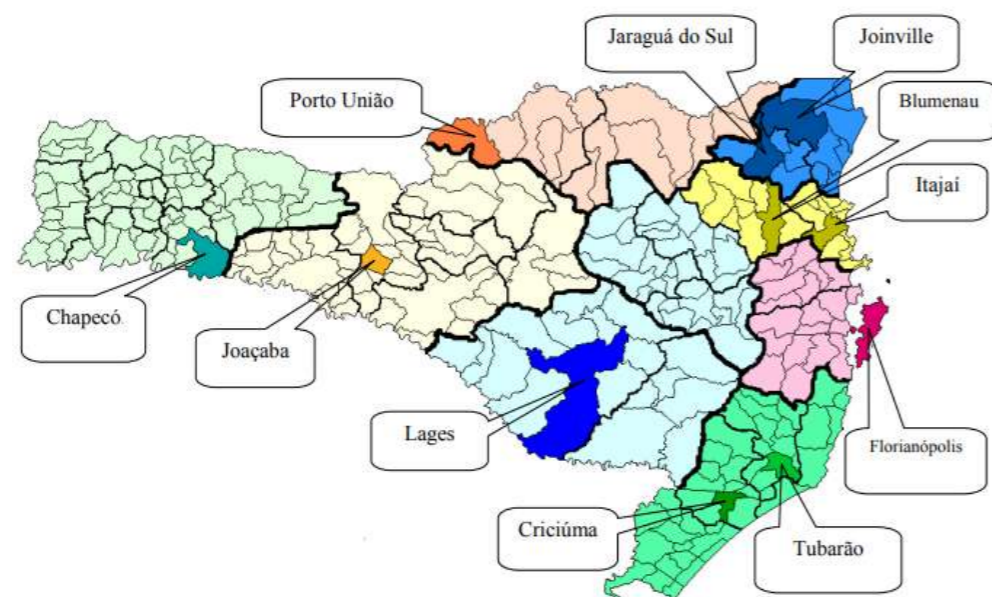 Jaraguá do Sul
Joinville
Porto União
Blumenau
Itajaí
Chapecó
Joaçaba
Lages
Florianópolis
Criciúma
Tubarão